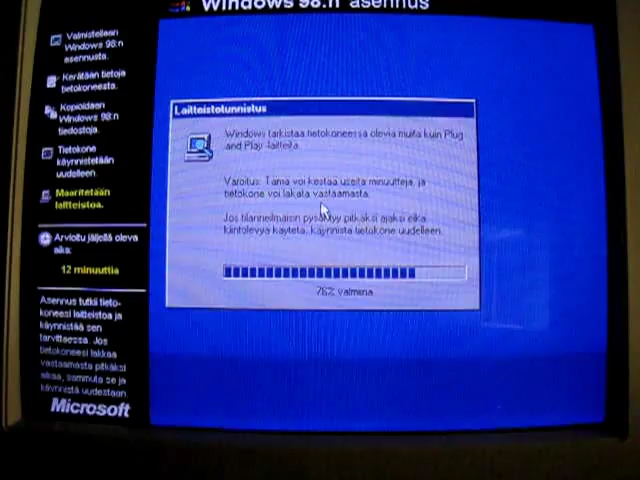 Windows 98:n asennus
Valmistellaan
Windows 98:n
asennusta.
Kerätään tietoja
tietokoneesta.
Kopioidaan
Windows 98:n
tiedostoja.
Tietokone
käynnistetään
uudelleen.
Määritetään
laitteistoa.
Arvioitu jäljellä oleva
aika:
12 minuuttia
Asennus tutkii tieto-
koneesi laitteistoa ja
käynnistää sen
tarvittaessa. Jos
tietokoneesi lakkaa
vastaamasta pitkäksi
aikaa, sammuta se ja
käynnistä uudestaan.
Microsoft
Laitteistotunnistus
Windows tarkistaa tietokoneessa olevia muita kuin Plug
and Play -laitteita.
Varoitus: Tämä voi kestää useita minuutteja, ja
tietokone voi lakata vastaamasta.
Jos tilanneilmaisin pysähtyy pitkäksi ajaksi eikä
kiintolevyä käytetä, käynnistä tietokone uudelleen.
76% valmiina